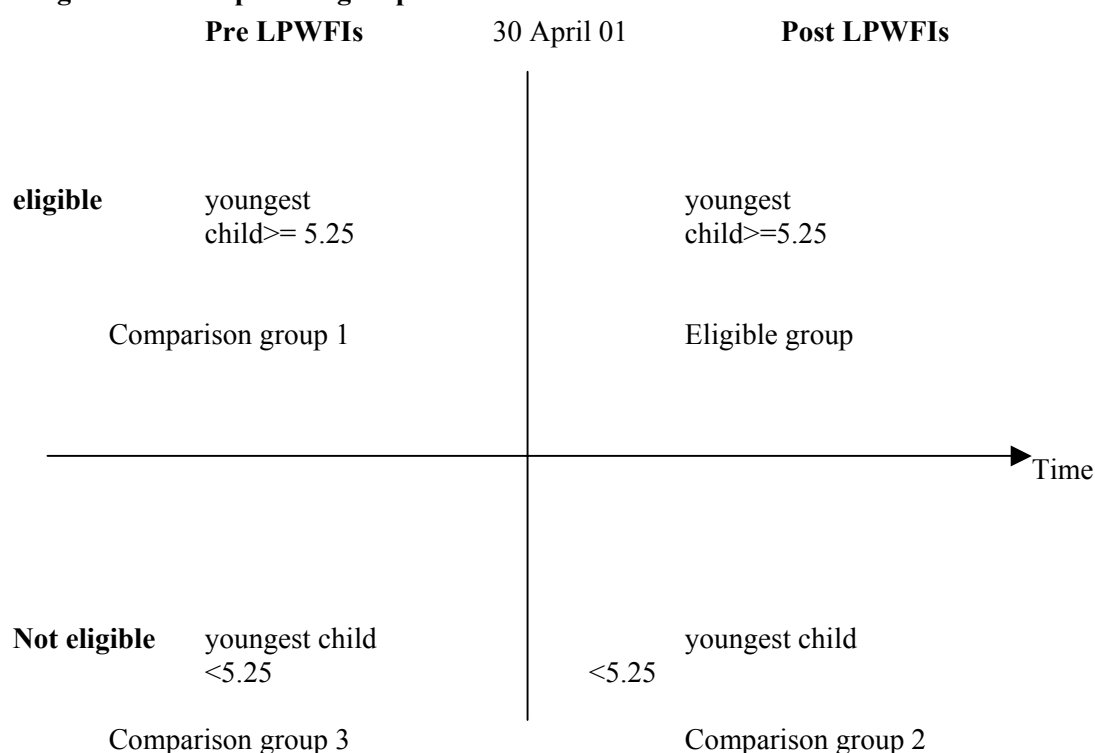 Pre LPWFIs 30 April 01 Post LPWFIs
eligible youngest youngest
child>= 5.25 child>=5.25
Comparison group 1 Eligible group
Time
Not eligible youngest child youngest child
<5.25 <5.25
Comparison group 3 Comparison group 2